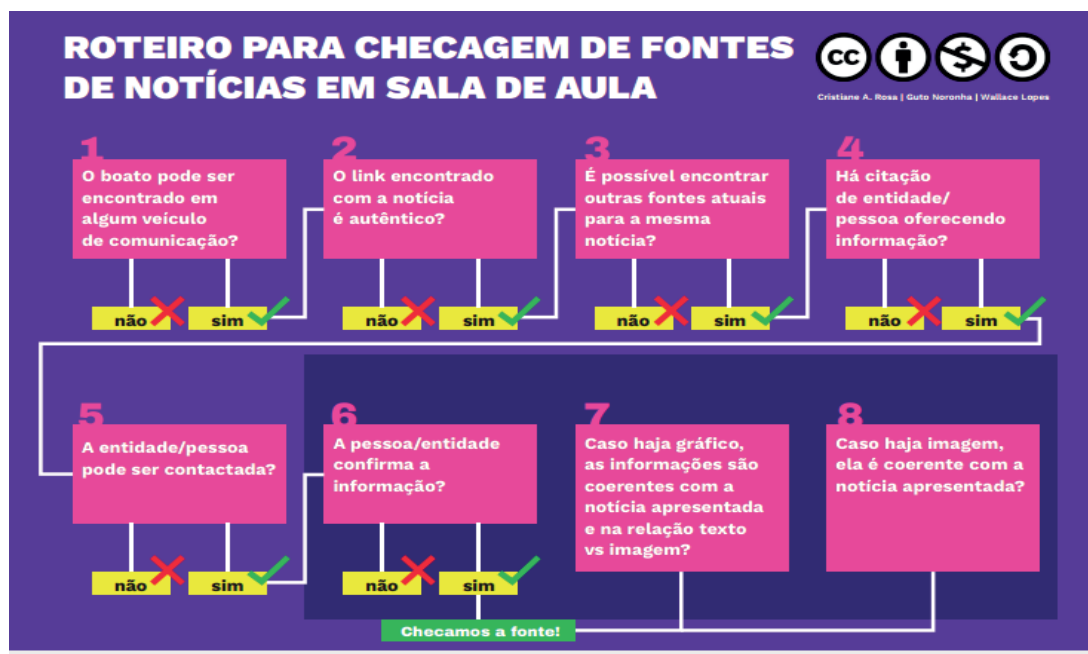 ROTEIRO PARA CHECAGEM DE FONTES
DE NOTÍCIAS EM SALA DE AULA
CC
$
Cristiane A. Rosa | Guto Noronha | Wallace Lopes
1
O boato pode ser
encontrado em
algum veículo
de comunicação?
não
sim
2
O link encontrado
com a notícia
é autêntico?
não
sim
3
É possível encontrar
outras fontes atuais
para a mesma
notícia?
não
sim
4
Há citação
de entidade/
pessoa oferecendo
informação?
não
sim
5
A entidade/pessoa
pode ser contactada?
não
sim
6
A pessoa/entidade
confirma a
informação?
não
sim
7
Caso haja gráfico,
as informações são
coerentes com a
notícia apresentada
e na relação texto
vs imagem?
8
Caso haja imagem,
ela é coerente com a
notícia apresentada?
Checamos a fonte!